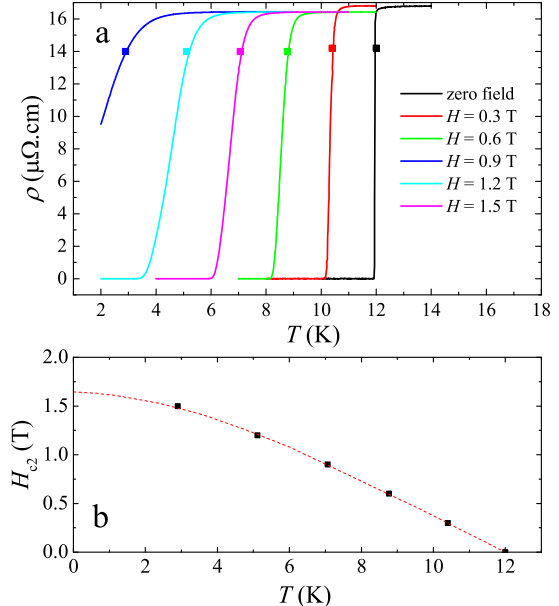 a
16
14
12
10
8
6
4
2
0
ρ (μΩ.cm)
zero field
H = 0.3 T
H = 0.6 T
H = 0.9 T
H = 1.2 T
H = 1.5 T
2 4 6 8 10 12 14 16 18
T (K)
2.0
1.5
1.0
0.5
0.0
Hc2 (T)
b
0 2 4 6 8 10 12
T (K)